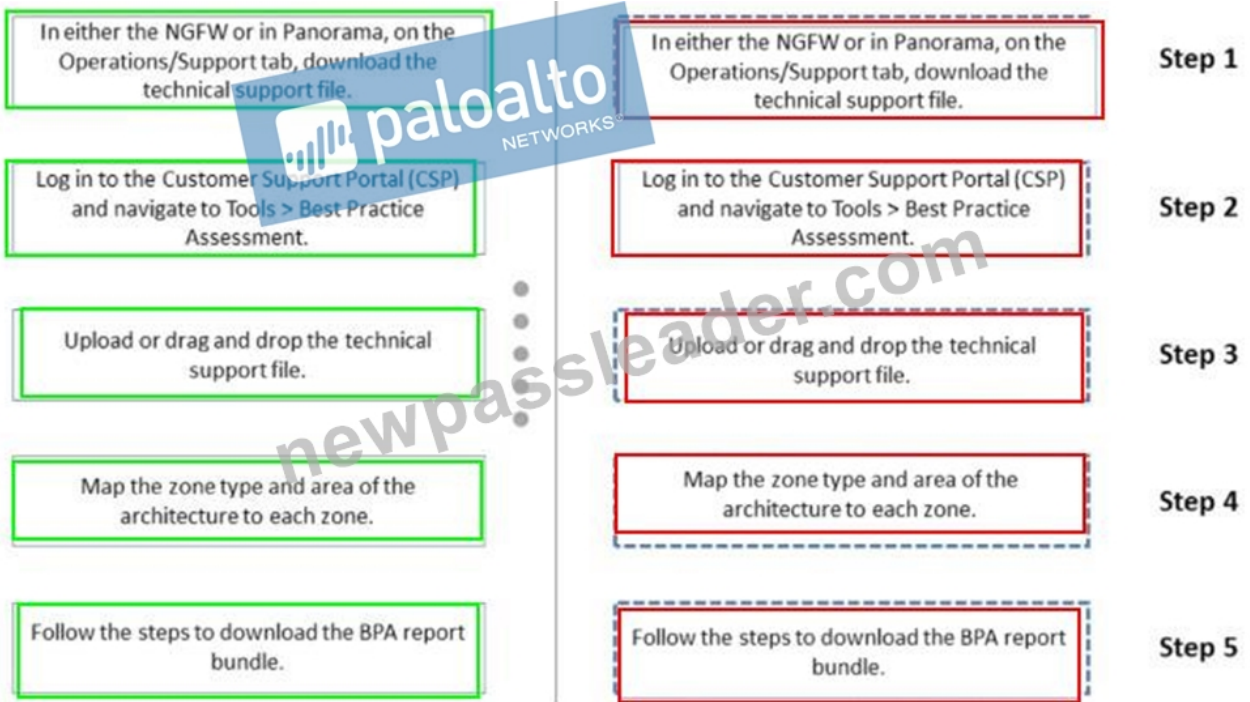 In either the NGFW or in Panorama, on the
Operations/Support tab, download the
technical support file.
In either the NGFW or in Panorama, on the
Operations/Support tab, download the
technical support file.
Step 1
paloalto
NETWORKS
Log in to the Customer Support Portal (CSP)
and navigate to Tools > Best Practice
Assessment.
Log in to the Customer Support Portal (CSP)
and navigate to Tools > Best Practice
Assessment.
Step 2
Upload or drag and drop the technical
support file.
Upload or drag and drop the technical
support file.
Step 3
newpassleader.com
Map the zone type and area of the
architecture to each zone.
Map the zone type and area of the
architecture to each zone.
Step 4
Follow the steps to download the BPA report
bundle.
Follow the steps to download the BPA report
bundle.
Step 5